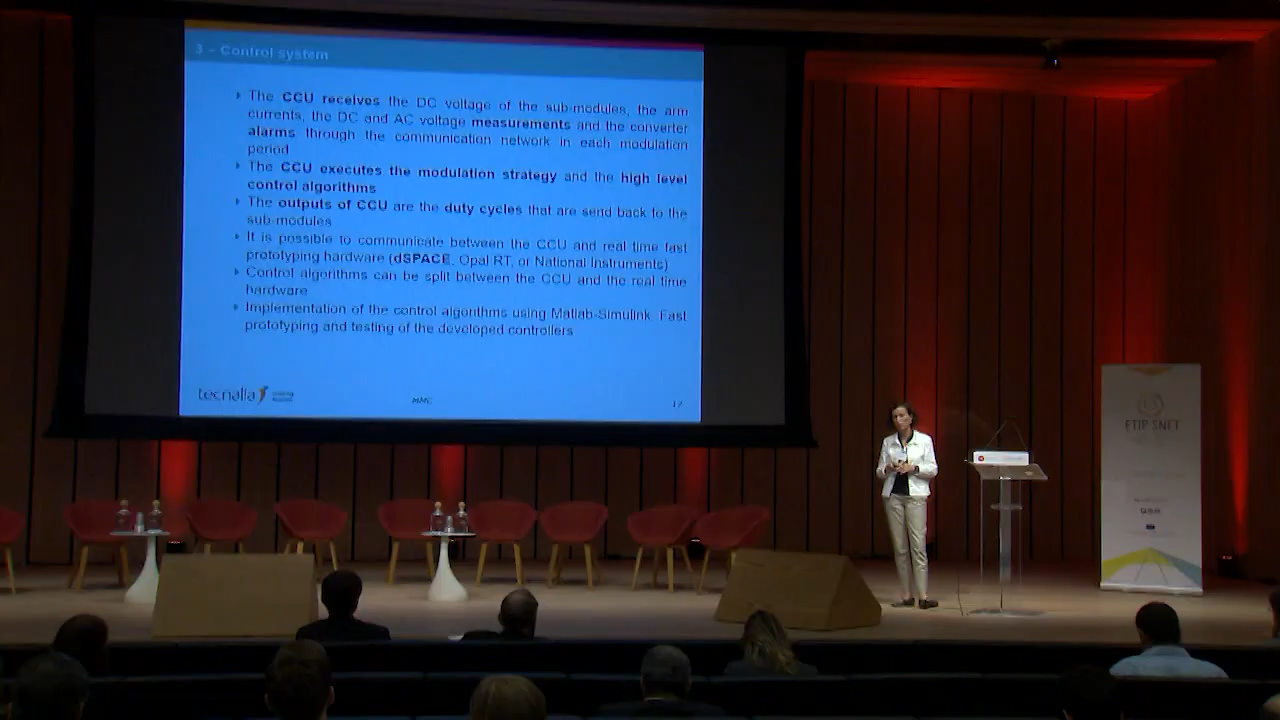 3 – Control system
The CCU receives the DC voltage of the sub-modules, the arm
currents, the DC and AC voltage measurements and the converter
alarms through the communication network in each modulation
period
The CCU executes the modulation strategy and the high level
control algorithms
The outputs of CCU are the duty cycles that are send back to the
sub-modules
It is possible to communicate between the CCU and real time fast
prototyping hardware (dSPACE, Opal RT, or National Instruments)
Control algorithms can be split between the CCU and the real time
hardware
Implementation of the control algorithms using Matlab-Simulink. Fast
prototyping and testing of the developed controllers
tecnalia
MMC
ETIP SNET